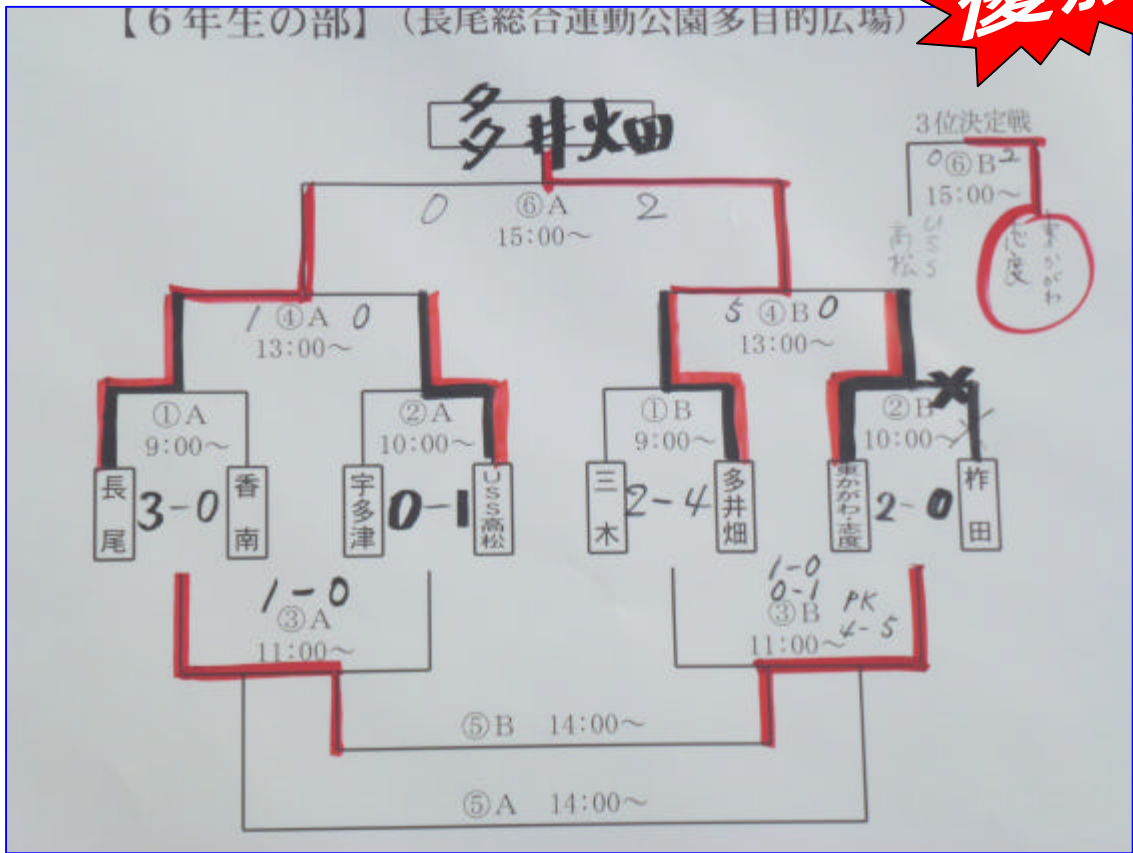 【6年生の部】(長尾総合運動公園多目的広場)
優勝
多井畑
3位決定戦
0 ⑥B 2
15:00～
USS高松
東かがわ志度
0 ⑥A 2
15:00～
1 ④A 0
13:00～
5 ④B 0
13:00～
①A
9:00～
②A
10:00～
①B
9:00～
②B
10:00～
長尾 3-0 香南
宇多津 0-1 USS高松
三木 2-4 多井畑
東かがわ・志度 2-0 柞田
1-0
③A
11:00～
1-0
0-1
③B PK
11:00～ 4-5
⑤B 14:00～
⑤A 14:00～